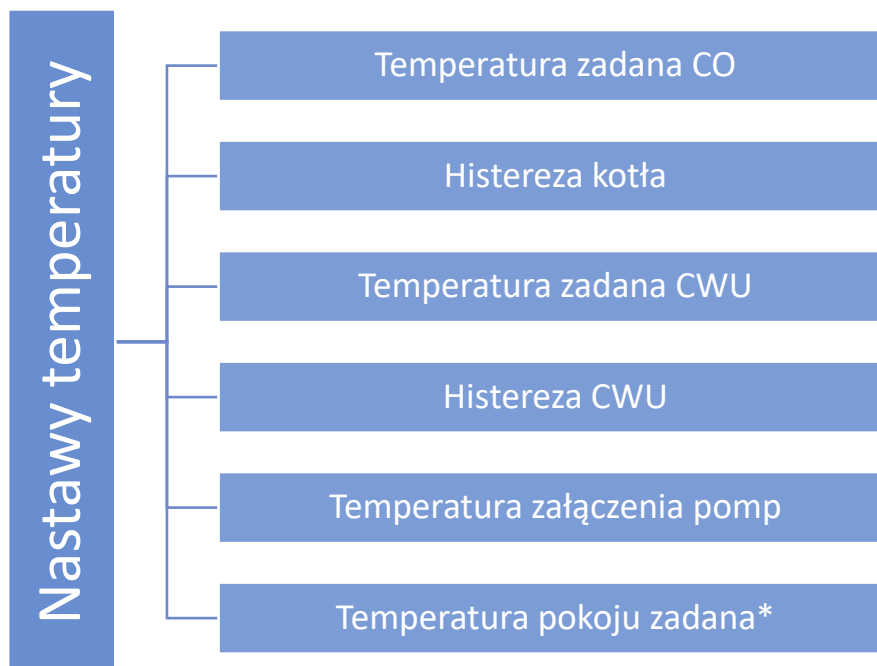 Nastawy temperatury
Temperatura zadana CO
Histereza kotła
Temperatura zadana CWU
Histereza CWU
Temperatura załączenia pomp
Temperatura pokoju zadana*